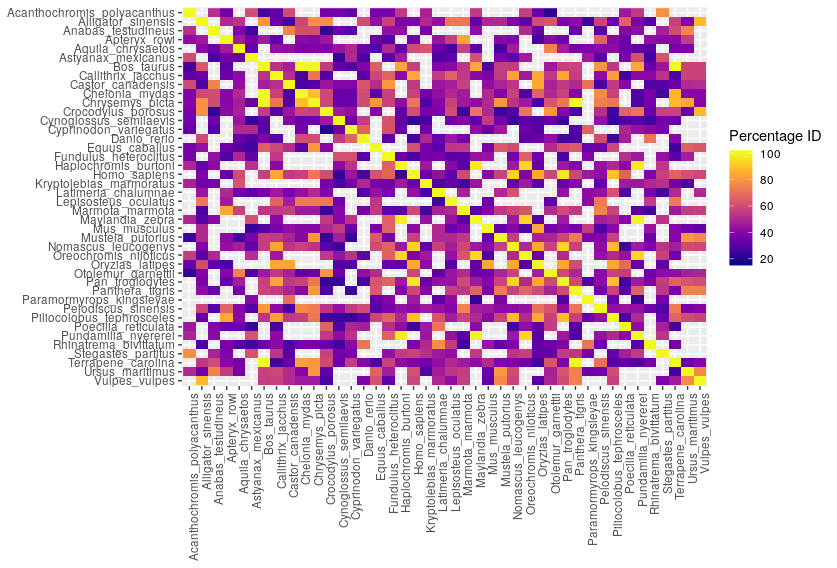 Acanthochromis_polyacanthus
Alligator_sinensis
Anabas_testudineus
Apteryx_rowi
Aquila_chrysaetos
Astyanax_mexicanus
Bos_taurus
Callithrix_jacchus
Castor_canadensis
Chelonia_mydas
Chrysemys_picta
Crocodylus_porosus
Cynoglossus_semilaevis
Cyprinodon_variegatus
Danio_rerio
Equus_caballus
Fundulus_heteroclitus
Haplochromis_burtoni
Homo_sapiens
Kryptolebias_marmoratus
Latimeria_chalumnae
Lepisosteus_oculatus
Marmota_marmota
Maylandia_zebra
Mus_musculus
Mustela_putorius
Nomascus_leucogenys
Oreochromis_niloticus
Oryzias_latipes
Otolemur_garnettii
Pan_troglodytes
Panthera_tigris
Paramormyrops_kingsleyae
Pelodiscus_sinensis
Piliocolobus_tephrosceles
Poecilia_reticulata
Pundamilia_nyererei
Rhinatrema_bivittatum
Stegastes_partitus
Terrapene_carolina
Ursus_maritimus
Vulpes_vulpes
Acanthochromis_polyacanthus
Alligator_sinensis
Anabas_testudineus
Apteryx_rowi
Aquila_chrysaetos
Astyanax_mexicanus
Bos_taurus
Callithrix_jacchus
Castor_canadensis
Chelonia_mydas
Chrysemys_picta
Crocodylus_porosus
Cynoglossus_semilaevis
Cyprinodon_variegatus
Danio_rerio
Equus_caballus
Fundulus_heteroclitus
Haplochromis_burtoni
Homo_sapiens
Kryptolebias_marmoratus
Latimeria_chalumnae
Lepisosteus_oculatus
Marmota_marmota
Maylandia_zebra
Mus_musculus
Mustela_putorius
Nomascus_leucogenys
Oreochromis_niloticus
Oryzias_latipes
Otolemur_garnettii
Pan_troglodytes
Panthera_tigris
Paramormyrops_kingsleyae
Pelodiscus_sinensis
Piliocolobus_tephrosceles
Poecilia_reticulata
Pundamilia_nyererei
Rhinatrema_bivittatum
Stegastes_partitus
Terrapene_carolina
Ursus_maritimus
Vulpes_vulpes
Percentage ID
100
80
60
40
20